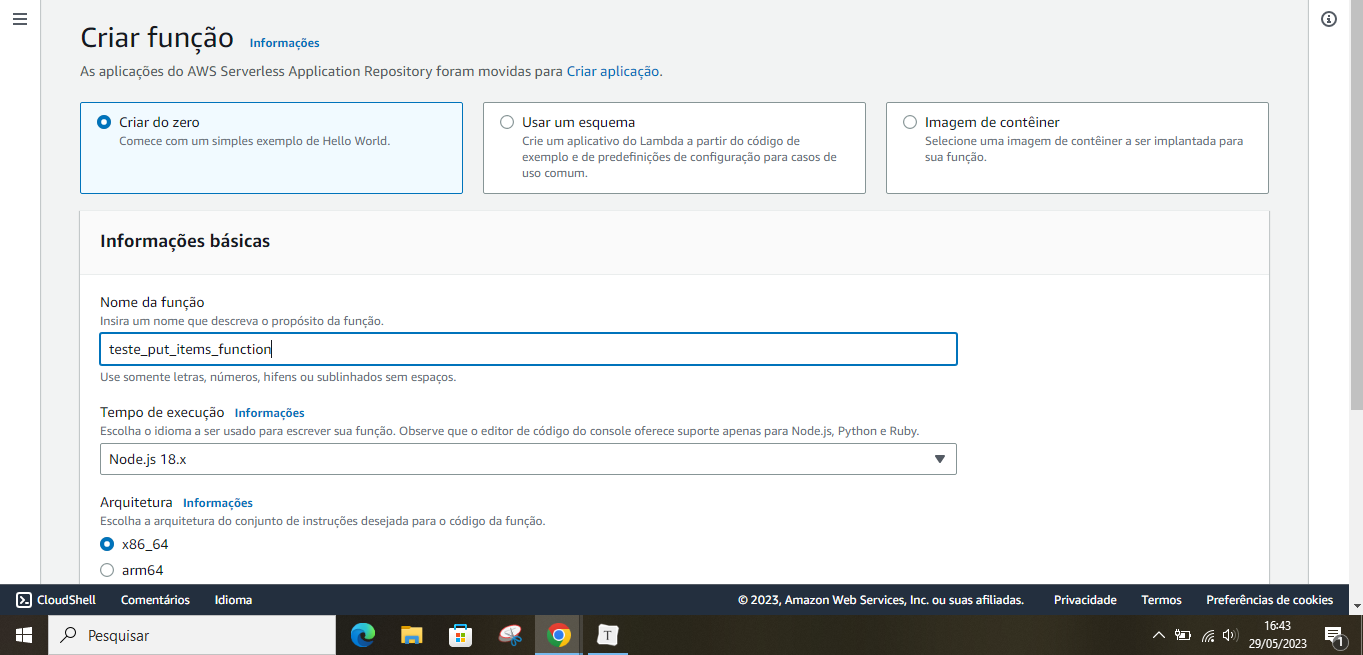 Criar função Informações
As aplicações do AWS Serverless Application Repository foram movidas para Criar aplicação.
Criar do zero
Comece com um simples exemplo de Hello World.
Usar um esquema
Crie um aplicativo do Lambda a partir do código de
exemplo e de predefinições de configuração para casos de
uso comum.
Imagem de contêiner
Selecione uma imagem de contêiner a ser implantada para
sua função.
Informações básicas
Nome da função
Insira um nome que descreva o propósito da função.
teste_put_items_function
Use somente letras, números, hifens ou sublinhados sem espaços.
Tempo de execução Informações
Escolha o idioma a ser usado para escrever sua função. Observe que o editor de código do console oferece suporte apenas para Node.js, Python e Ruby.
Node.js 18.x
Arquitetura Informações
Escolha a arquitetura do conjunto de instruções desejada para o código da função.
x86_64
arm64
CloudShell Comentários Idioma © 2023, Amazon Web Services, Inc. ou suas afiliadas. Privacidade Termos Preferências de cookies
Pesquisar
T
16:43
29/05/2023
1